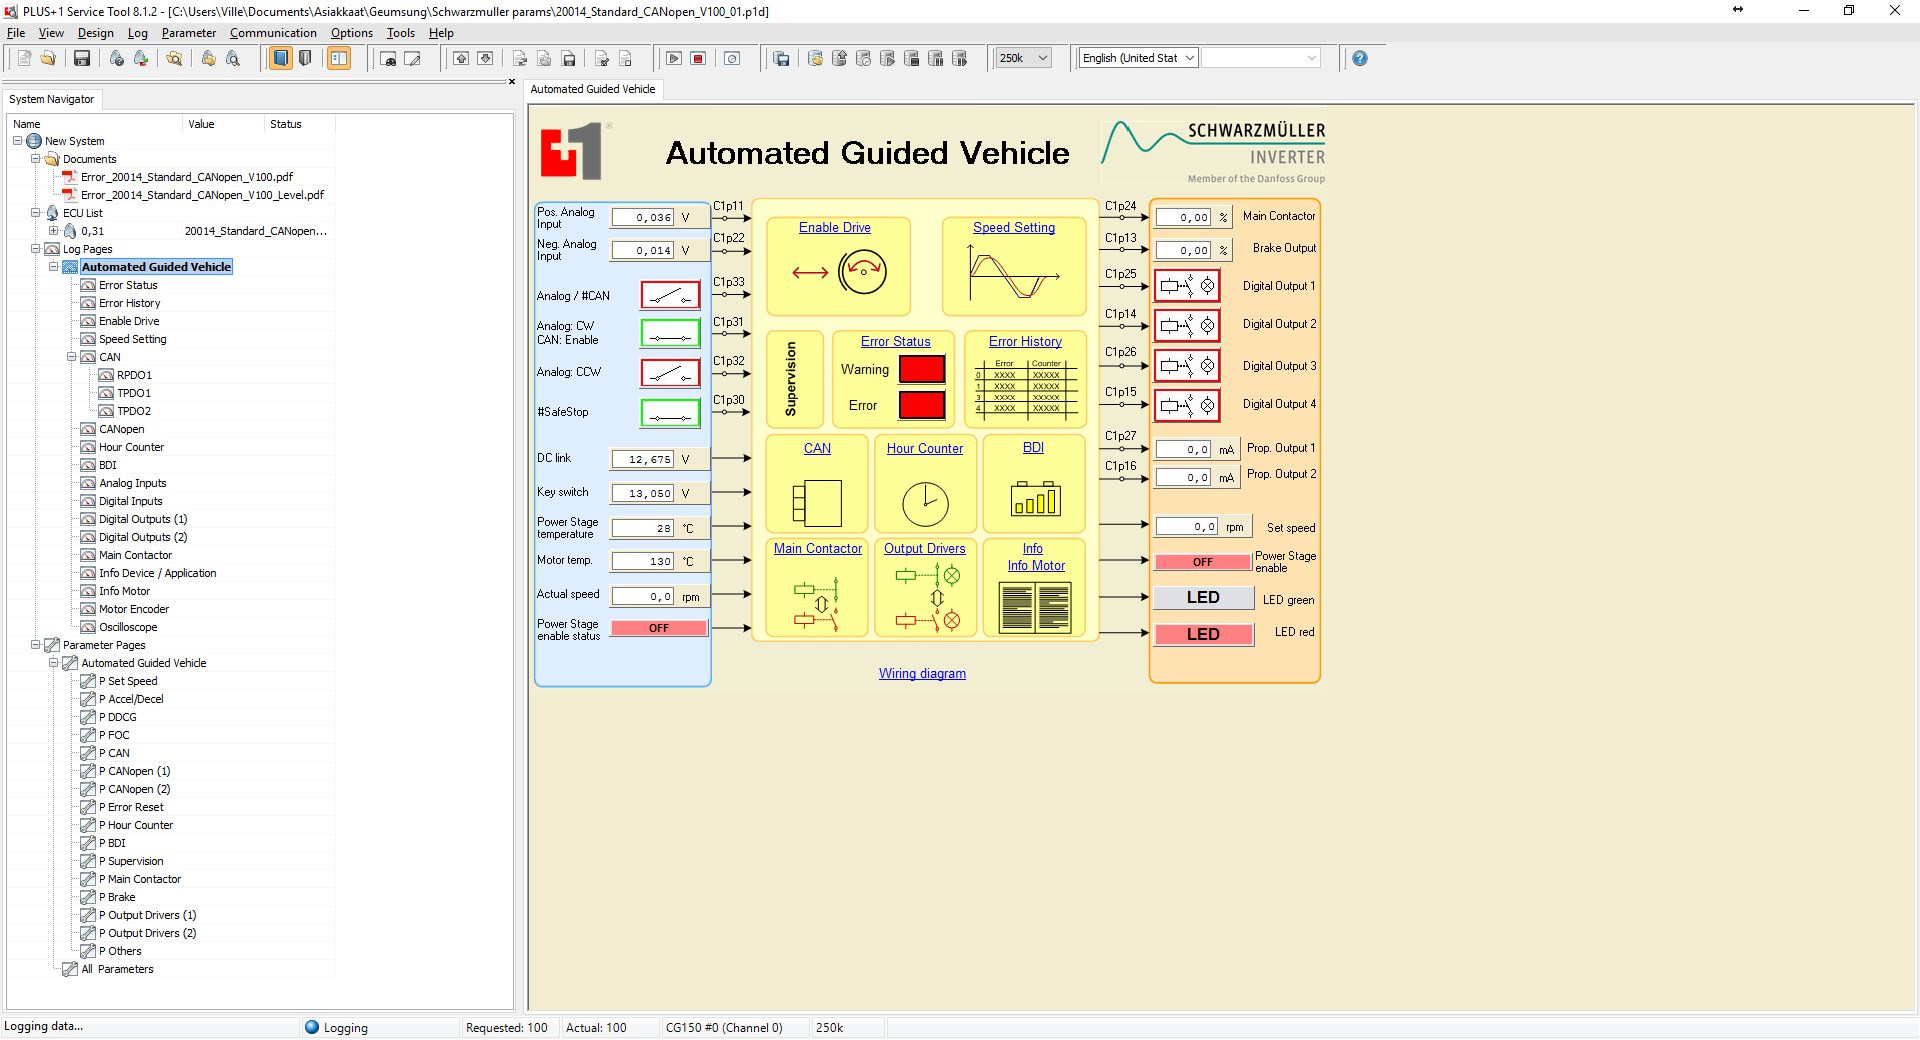 PLUS+1 Service Tool 8.1.2 - [C:\Users\Ville\Documents\Asiakkaat\Geumsung\Schwarzmuller params\20014_Standard_CANopen_V100_01.p1d]
File View Design Log Parameter Communication Options Tools Help
250k English (United Stat
System Navigator
Name Value Status
New System
Documents
Error_20014_Standard_CANopen_V100.pdf
Error_20014_Standard_CANopen_V100_Level.pdf
ECU List
0,31 20014_Standard_CANopen...
Log Pages
Automated Guided Vehicle
Error Status
Error History
Enable Drive
Speed Setting
CAN
RPDO1
TPDO1
TPDO2
CANopen
Hour Counter
BDI
Analog Inputs
Digital Inputs
Digital Outputs (1)
Digital Outputs (2)
Main Contactor
Info Device / Application
Info Motor
Motor Encoder
Oscilloscope
Parameter Pages
Automated Guided Vehicle
P Set Speed
P Accel/Decel
P DDCG
P FOC
P CAN
P CANopen (1)
P CANopen (2)
P Error Reset
P Hour Counter
P BDI
P Supervision
P Main Contactor
P Brake
P Output Drivers (1)
P Output Drivers (2)
P Others
All Parameters
Automated Guided Vehicle
+1 ®
Automated Guided Vehicle
SCHWARZMÜLLER
INVERTER
Member of the Danfoss Group
Pos. Analog
Input
0,036 V
C1p11
Neg. Analog
Input
0,014 V
C1p22
Analog / #CAN
C1p33
Analog: CW
CAN: Enable
C1p31
Analog: CCW
C1p32
#SafeStop
C1p30
DC link
12,675 V
Key switch
13,050 V
Power Stage
temperature
28 °C
Motor temp.
130 °C
Actual speed
0,0 rpm
Power Stage
enable status
OFF
Enable Drive
Speed Setting
Supervision
Error Status
Warning
Error
Error History
Error Counter
0 XXXX XXXXX
1 XXXX XXXXX
3 XXXX XXXXX
4 XXXX XXXXX
CAN
Hour Counter
BDI
Main Contactor
Output Drivers
Info
Info Motor
Wiring diagram
C1p24
0,00 %
Main Contactor
C1p13
0,00 %
Brake Output
C1p25
Digital Output 1
C1p14
Digital Output 2
C1p26
Digital Output 3
C1p15
Digital Output 4
C1p27
0,0 mA
Prop. Output 1
C1p16
0,0 mA
Prop. Output 2
0,0 rpm
Set speed
OFF
Power Stage
enable
LED
LED green
LED
LED red
Logging data... Logging Requested: 100 Actual: 100 CG150 #0 (Channel 0) 250k